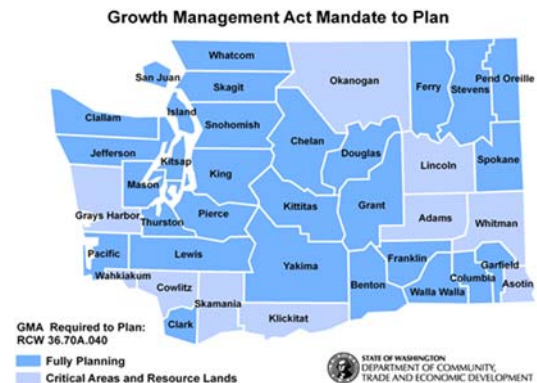 Growth Management Act Mandate to Plan
Whatcom
San Juan
Okanogan
Pend Oreille
Skagit
Ferry
Stevens
Island
Clallam
Snohomish
Chelan
Jefferson
Kitsap
Douglas
Lincoln
Spokane
King
Mason
Grays Harbor
Kittitas
Grant
Thurston
Pierce
Adams
Whitman
Pacific
Lewis
Yakima
Franklin
Garfield
Wahkiakum
Columbia
Cowlitz
Benton
Walla Walla
Asotin
Skamania
Klickitat
Clark
GMA Required to Plan:
RCW 36.70A.040
Fully Planning
Critical Areas and Resource Lands
STATE OF WASHINGTON
DEPARTMENT OF COMMUNITY,
TRADE AND ECONOMIC DEVELOPMENT